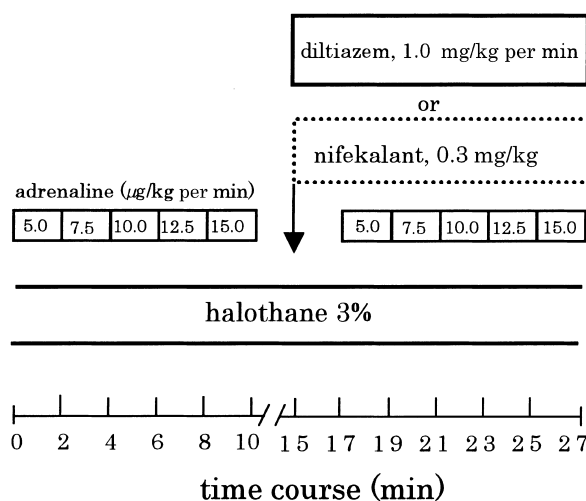 diltiazem, 1.0 mg/kg per min
or
nifekalant, 0.3 mg/kg
adrenaline (μg/kg per min)
5.0 7.5 10.0 12.5 15.0 5.0 7.5 10.0 12.5 15.0
halothane 3%
0 2 4 6 8 10 15 17 19 21 23 25 27
time course (min)